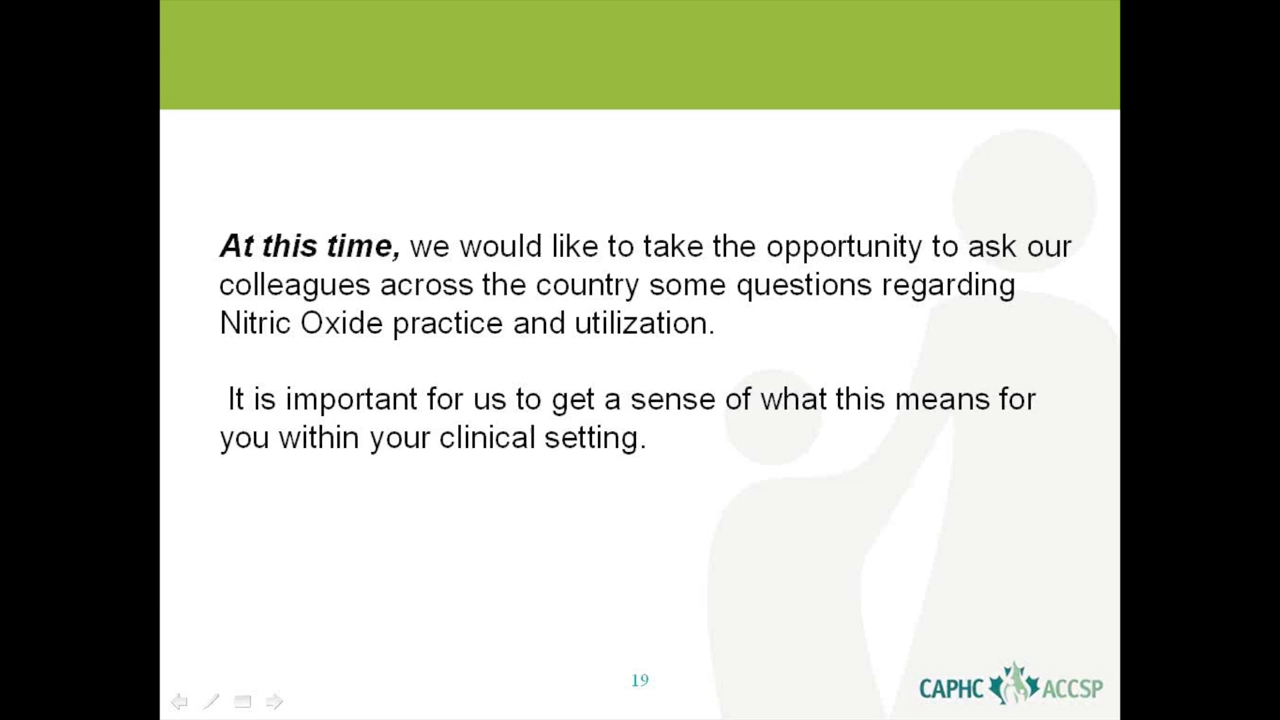 At this time, we would like to take the opportunity to ask our
colleagues across the country some questions regarding
Nitric Oxide practice and utilization.
It is important for us to get a sense of what this means for
you within your clinical setting.
19
CAPHC ACCSP